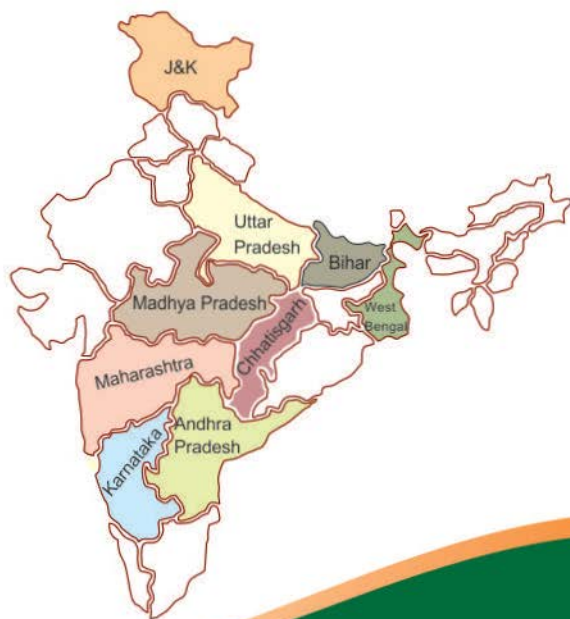 J&K
Uttar
Pradesh
Bihar
Madhya Pradesh
West
Bengal
Chhatisgarh
Maharashtra
Andhra
Pradesh
Karnataka